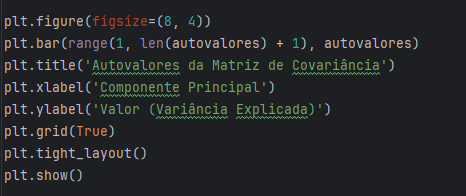 plt.figure(figsize=(8, 4))
plt.bar(range(1, len(autovalores) + 1), autovalores)
plt.title('Autovalores da Matriz de Covariância')
plt.xlabel('Componente Principal')
plt.ylabel('Valor (Variância Explicada)')
plt.grid(True)
plt.tight_layout()
plt.show()